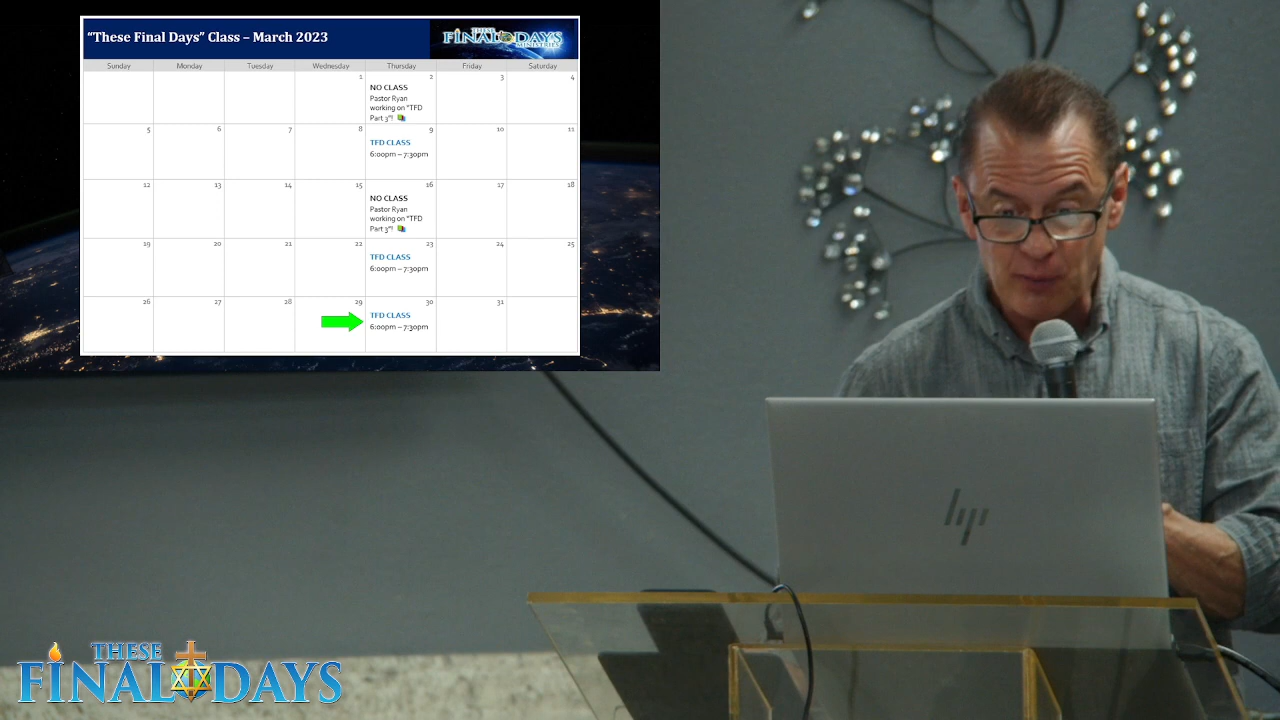 "These Final Days" Class – March 2023
THESE
FINAL DAYS
MINISTRIES
Sunday Monday Tuesday Wednesday Thursday Friday Saturday
1 2 3 4
NO CLASS
Pastor Ryan
working on "TFD
Part 3"!
5 6 7 8 9 10 11
TFD CLASS
6:00pm – 7:30pm
12 13 14 15 16 17 18
NO CLASS
Pastor Ryan
working on "TFD
Part 3"!
19 20 21 22 23 24 25
TFD CLASS
6:00pm – 7:30pm
26 27 28 29 30 31
TFD CLASS
6:00pm – 7:30pm
hp
THESE
FINAL DAYS